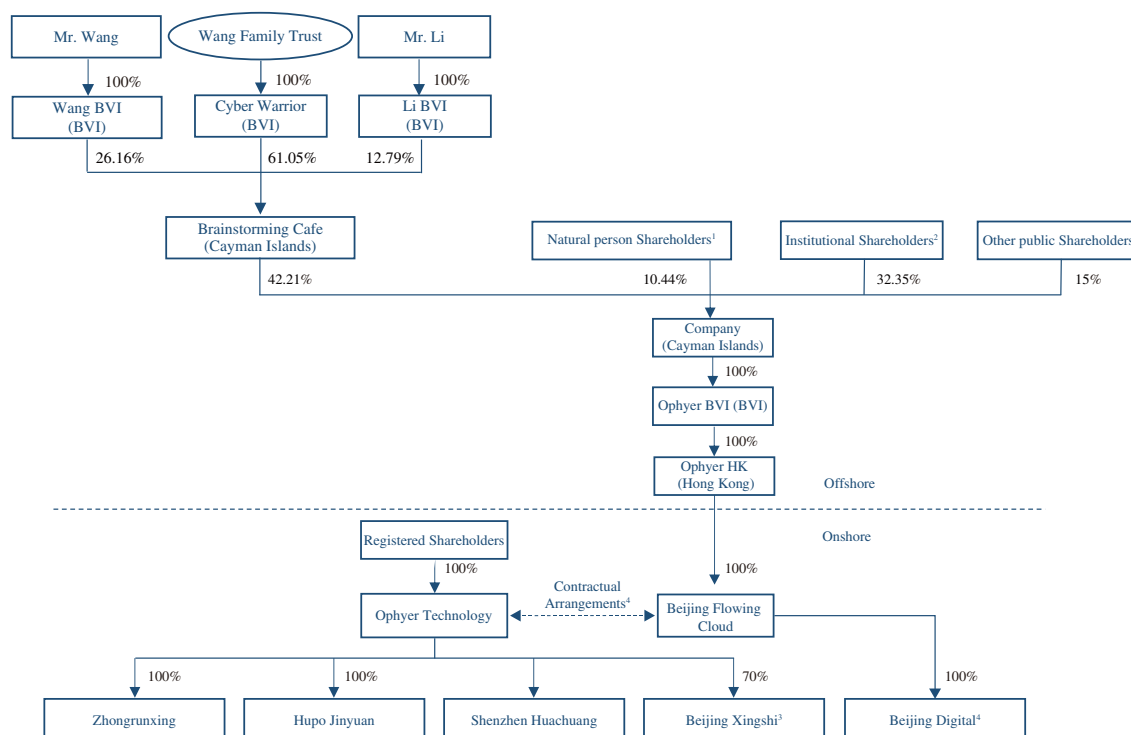 Mr. Wang
Wang Family Trust
Mr. Li
100%
100%
100%
Wang BVI
(BVI)
Cyber Warrior
(BVI)
Li BVI
(BVI)
26.16%
61.05%
12.79%
Brainstorming Cafe
(Cayman Islands)
Natural person Shareholders¹
Institutional Shareholders²
Other public Shareholders
42.21%
10.44%
32.35%
15%
Company
(Cayman Islands)
100%
Ophyer BVI (BVI)
100%
Ophyer HK
(Hong Kong)
Offshore
Onshore
Registered Shareholders
100%
100%
Contractual
Arrangements⁴
Ophyer Technology
Beijing Flowing
Cloud
100%
100%
70%
100%
Zhongrunxing
Hupo Jinyuan
Shenzhen Huachuang
Beijing Xingshi³
Beijing Digital⁴